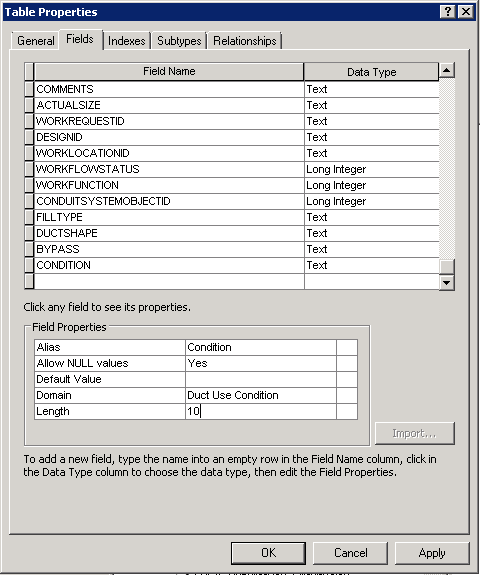 Table Properties
General Fields Indexes Subtypes Relationships
Field Name Data Type
COMMENTS Text
ACTUALSIZE Text
WORKREQUESTID Text
DESIGNID Text
WORKLOCATIONID Text
WORKFLOWSTATUS Long Integer
WORKFUNCTION Long Integer
CONDUITSYSTEMOBJECTID Long Integer
FILLTYPE Text
DUCTSHAPE Text
BYPASS Text
CONDITION Text
Click any field to see its properties.
Field Properties
Alias Condition
Allow NULL values Yes
Default Value
Domain Duct Use Condition
Length 10
Import...
To add a new field, type the name into an empty row in the Field Name column, click in
the Data Type column to choose the data type, then edit the Field Properties.
OK Cancel Apply